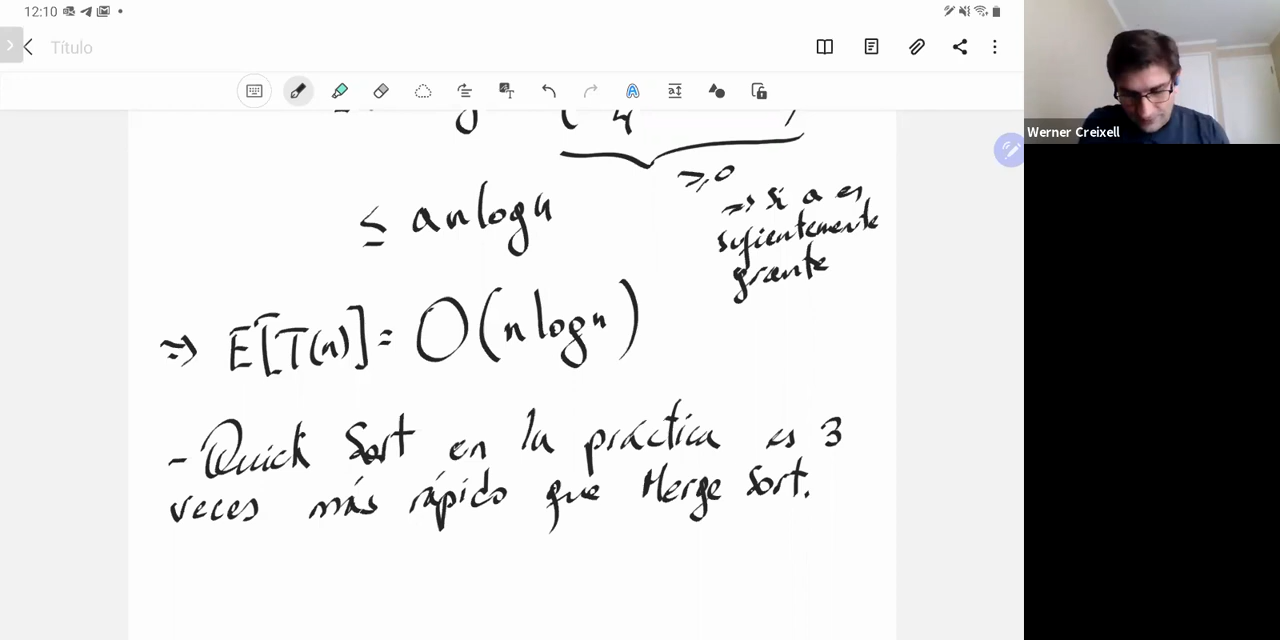 12:10
Título
Werner Creixell
≥0
≤ a n log n
=> si a es
suficientemente
grante
=> E[T(n)] = O(n log n)
- Quick Sort en la práctica es 3
veces más rápido que Merge Sort.